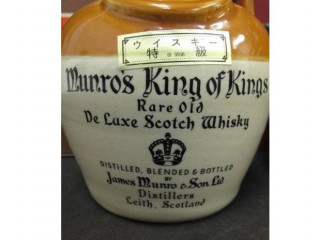 ウイスキー
特 級
Munro's King of Kings
Rare Old
De Luxe Scotch Whisky
DISTILLED, BLENDED & BOTTLED
BY
James Munro & Son. Ltd
Distillers
Leith, Scotland